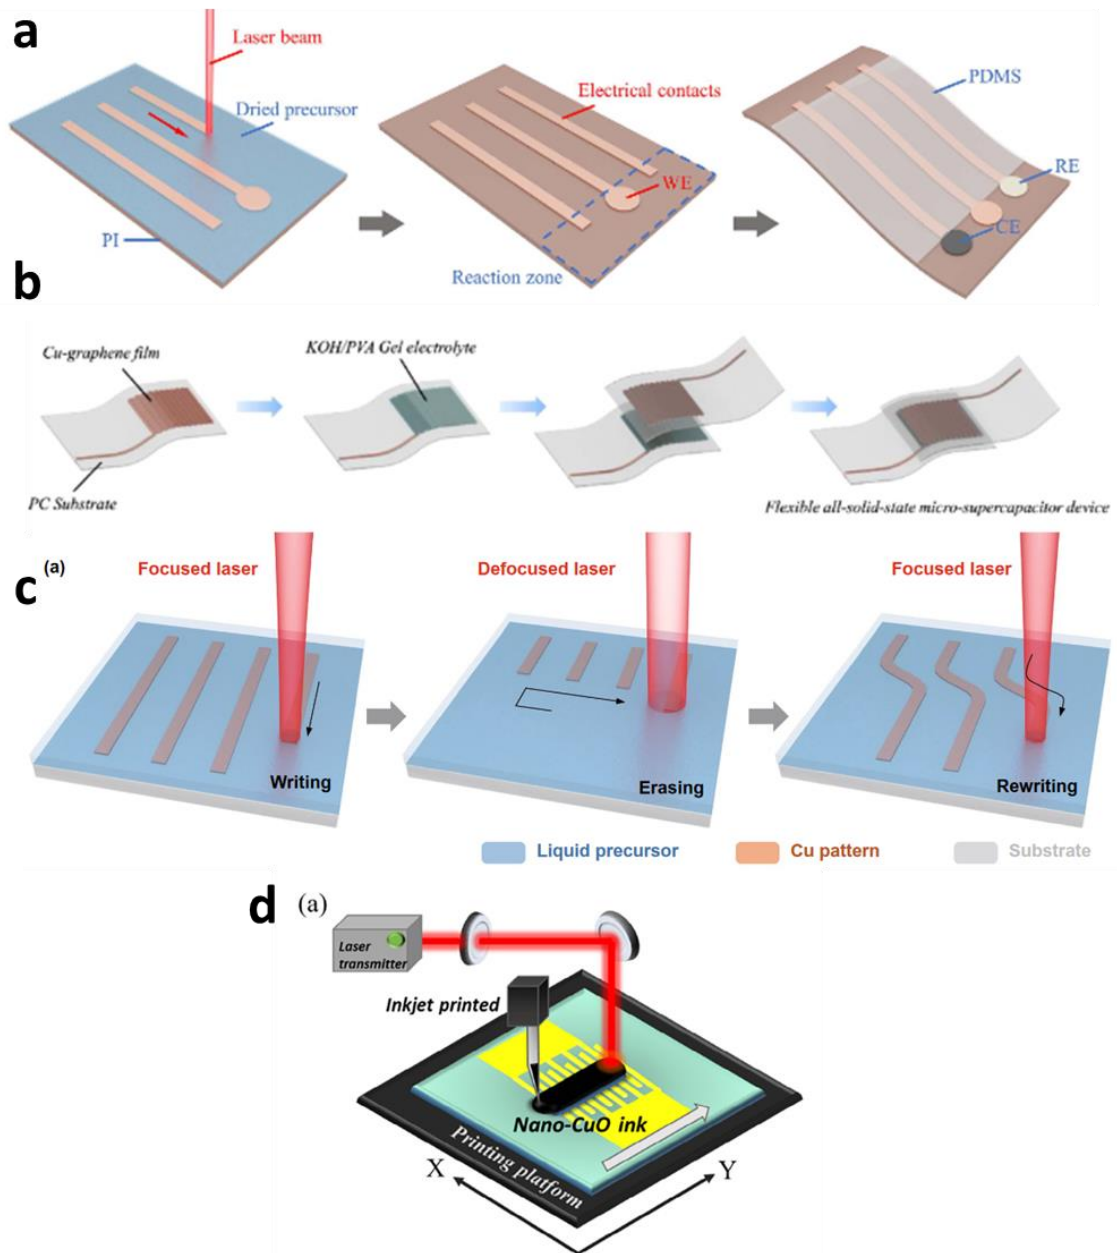 a
Laser beam
Dried precursor
PI
Electrical contacts
WE
Reaction zone
PDMS
RE
CE
b
Cu-graphene film
PC Substrate
KOH/PVA Gel electrolyte
Flexible all-solid-state micro-supercapacitor device
c
(a)
Focused laser
Defocused laser
Focused laser
Writing
Erasing
Rewriting
Liquid precursor
Cu pattern
Substrate
d
(a)
Laser
transmitter
Inkjet printed
Nano-CuO ink
Printing platform
X
Y